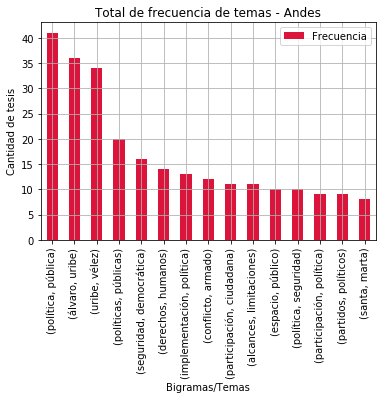 Total de frecuencia de temas - Andes
Frecuencia
Cantidad de tesis
40
35
30
25
20
15
10
5
0
(política, pública)
(álvaro, uribe)
(uribe, vélez)
(políticas, públicas)
(seguridad, democrática)
(derechos, humanos)
(implementación, política)
(conflicto, armado)
(participación, ciudadana)
(alcances, limitaciones)
(espacio, público)
(política, seguridad)
(participación, política)
(partidos, políticos)
(santa, marta)
Bigramas/Temas